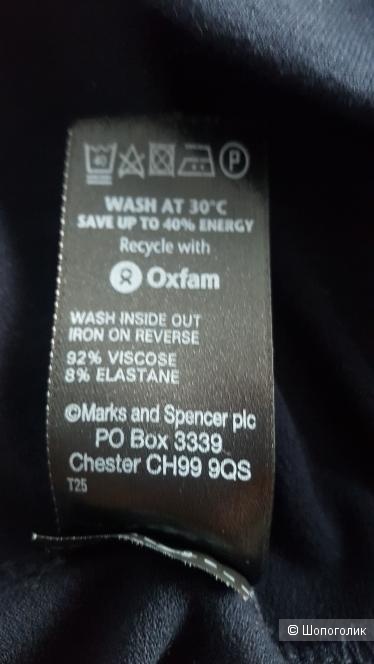 40 P
WASH AT 30°C
SAVE UP TO 40% ENERGY
Recycle with
Oxfam
WASH INSIDE OUT
IRON ON REVERSE
92% VISCOSE
8% ELASTANE
©Marks and Spencer plc
PO Box 3339
Chester CH99 9QS
T25
© Шопоголик